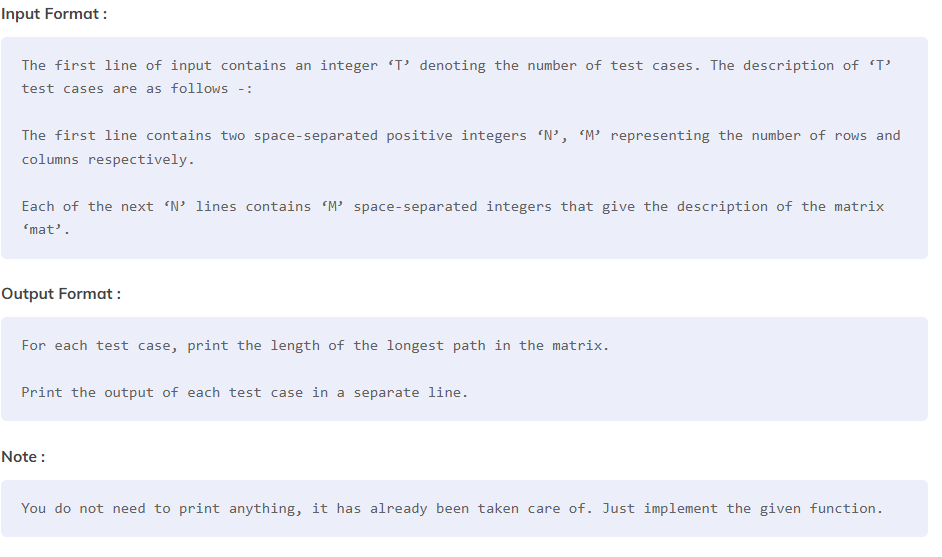 Input Format :
The first line of input contains an integer ‘T’ denoting the number of test cases. The description of ‘T’
test cases are as follows -:
The first line contains two space-separated positive integers ‘N’, ‘M’ representing the number of rows and
columns respectively.
Each of the next ‘N’ lines contains ‘M’ space-separated integers that give the description of the matrix
‘mat’.
Output Format :
For each test case, print the length of the longest path in the matrix.
Print the output of each test case in a separate line.
Note :
You do not need to print anything, it has already been taken care of. Just implement the given function.